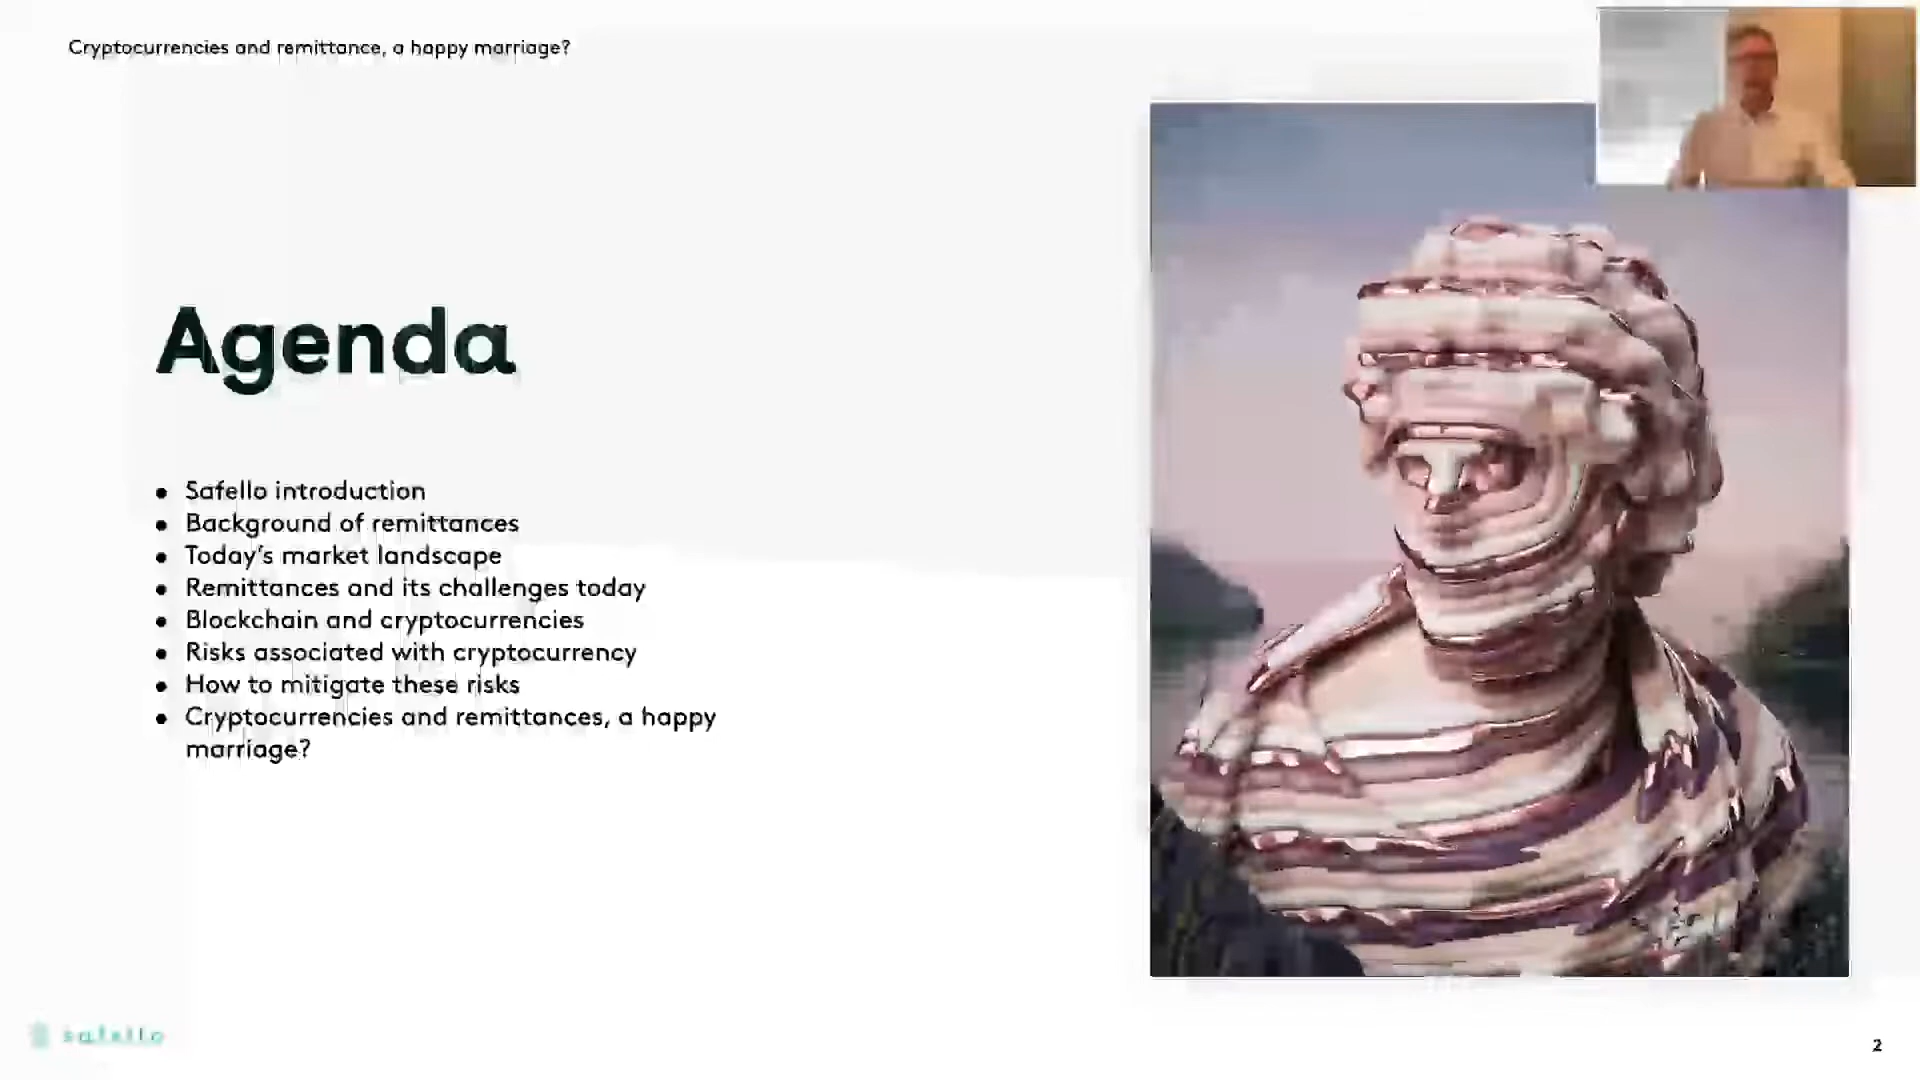 Cryptocurrencies and remittance, a happy marriage?
Agenda
● Safello introduction
● Background of remittances
● Today's market landscape
● Remittances and its challenges today
● Blockchain and cryptocurrencies
● Risks associated with cryptocurrency
● How to mitigate these risks
● Cryptocurrencies and remittances, a happy
marriage?
safello
2